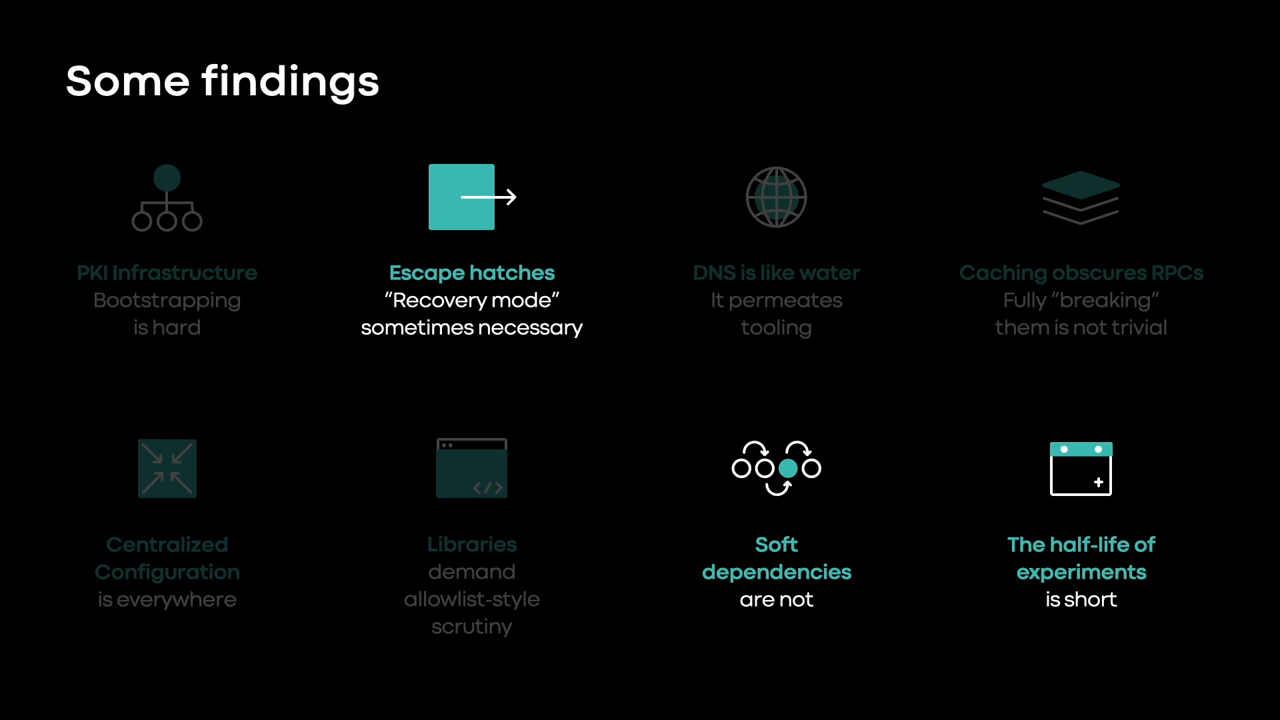 Some findings
PKI Infrastructure
Bootstrapping
is hard
Escape hatches
“Recovery mode”
sometimes necessary
DNS is like water
It permeates
tooling
Caching obscures RPCs
Fully “breaking”
them is not trivial
Centralized
Configuration
is everywhere
</>
Libraries
demand
allowlist-style
scrutiny
Soft
dependencies
are not
The half-life of
experiments
is short